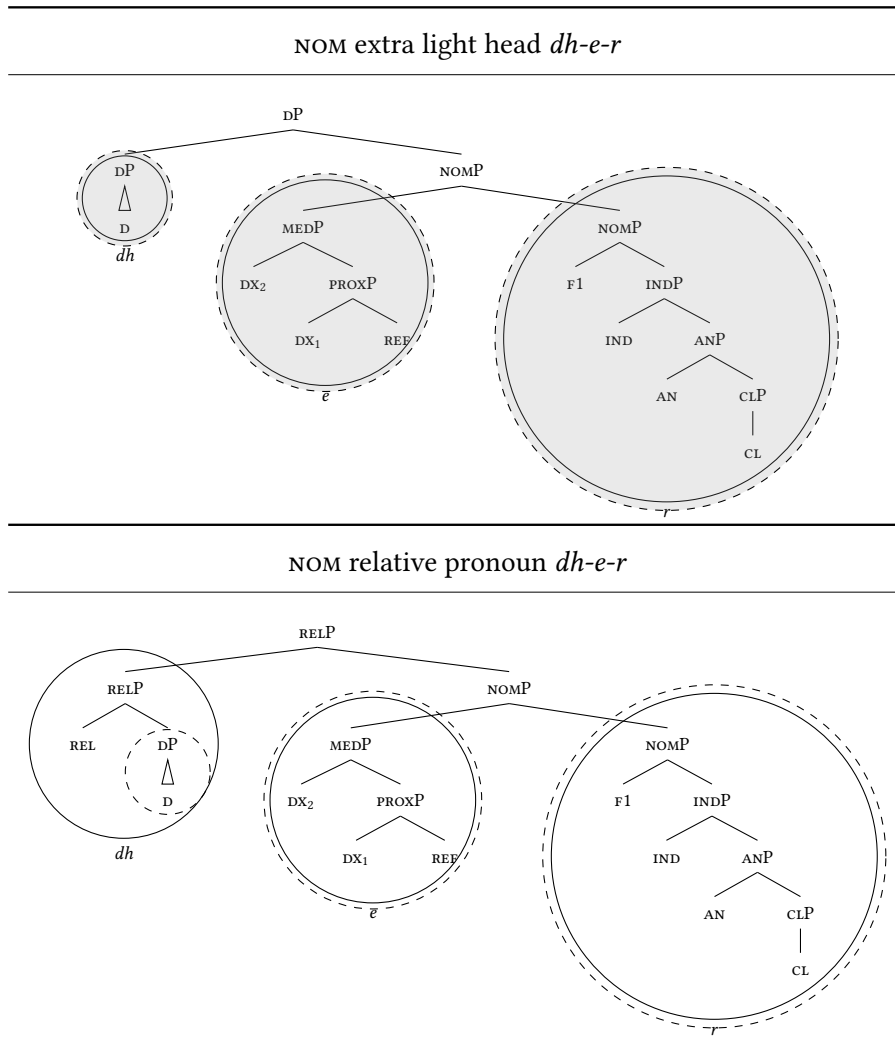 NOM extra light head dh-e-r
DP
DP NOMP
D MEDP NOMP
dh DX₂ PROXP F1 INDP
DX₁ REF IND ANP
e AN CLP
CL
r
NOM relative pronoun dh-e-r
RELP
RELP NOMP
REL DP MEDP NOMP
D DX₂ PROXP F1 INDP
dh DX₁ REF IND ANP
e AN CLP
CL
r